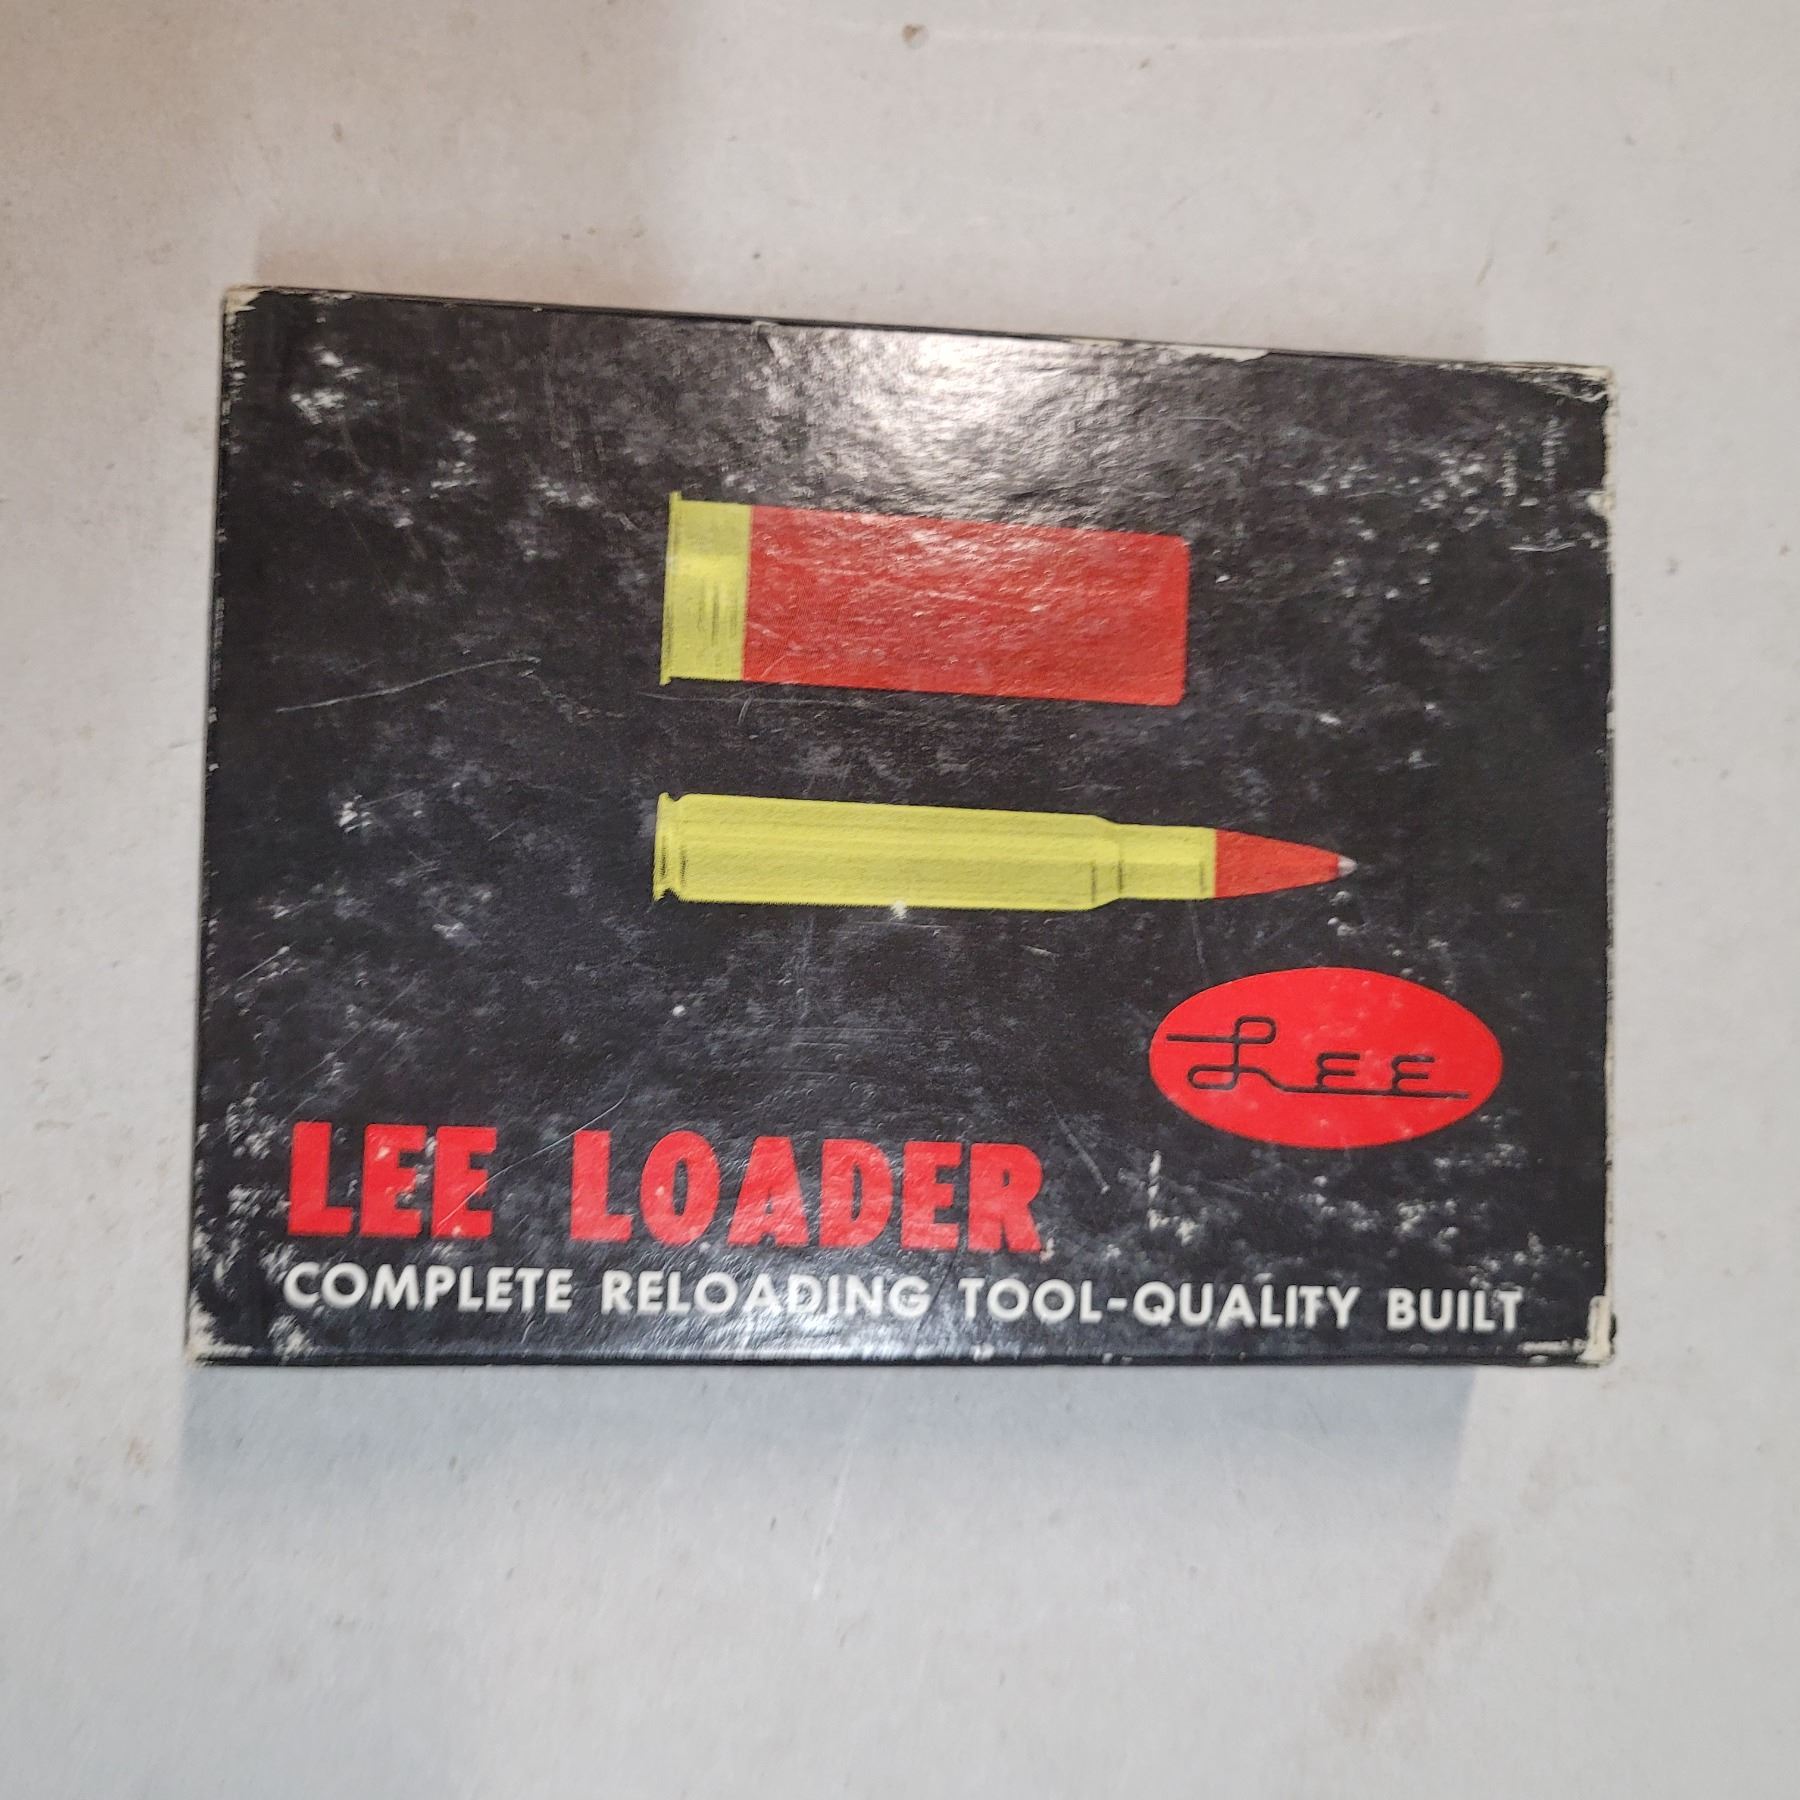 Lee
LEE LOADER
COMPLETE RELOADING TOOL-QUALITY BUILT